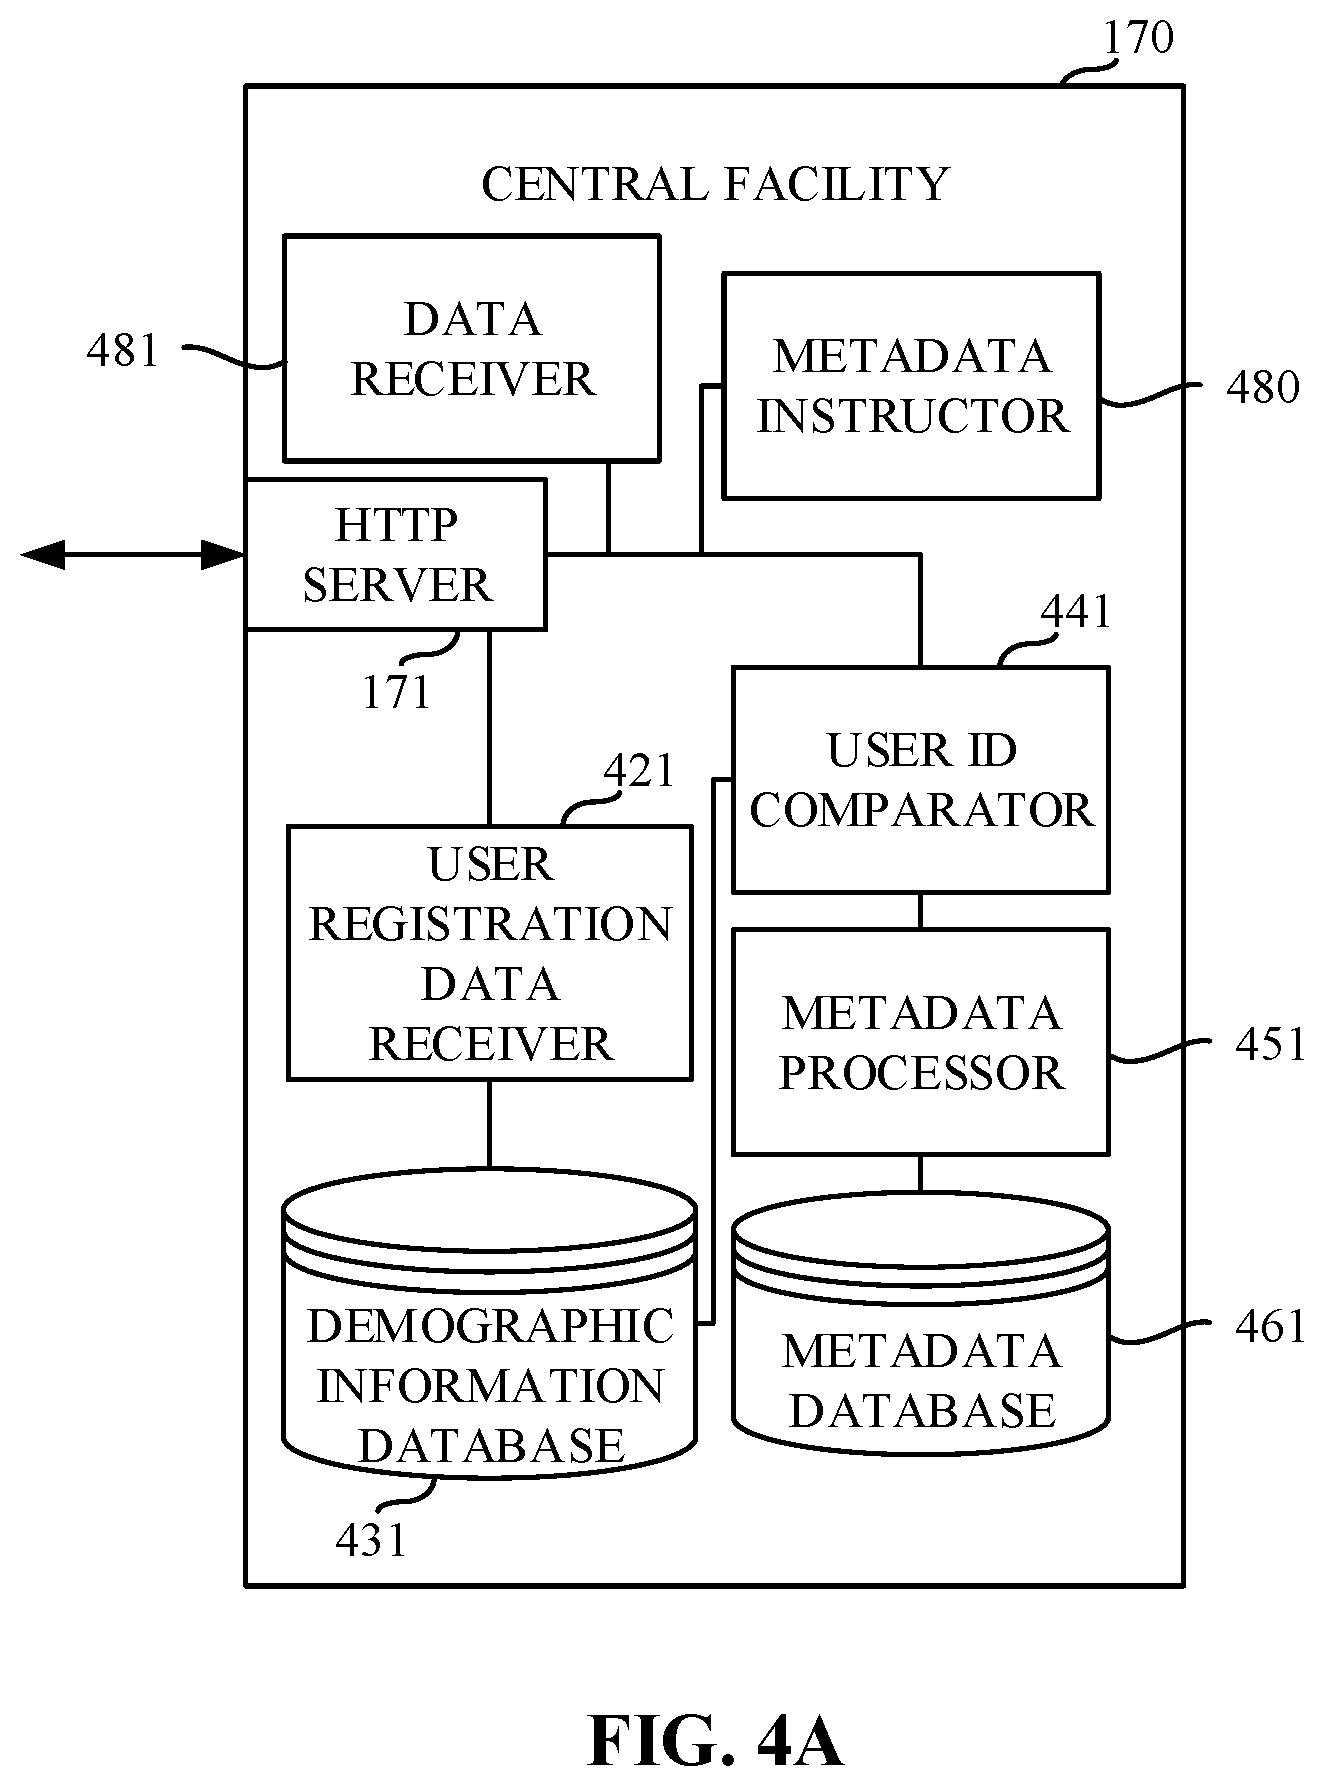 170
CENTRAL FACILITY
DATA
RECEIVER
481
METADATA
INSTRUCTOR
480
HTTP
SERVER
171
441
USER ID
COMPARATOR
421
USER
REGISTRATION
DATA
RECEIVER
METADATA
PROCESSOR
451
DEMOGRAPHIC
INFORMATION
DATABASE
431
METADATA
DATABASE
461
FIG. 4A